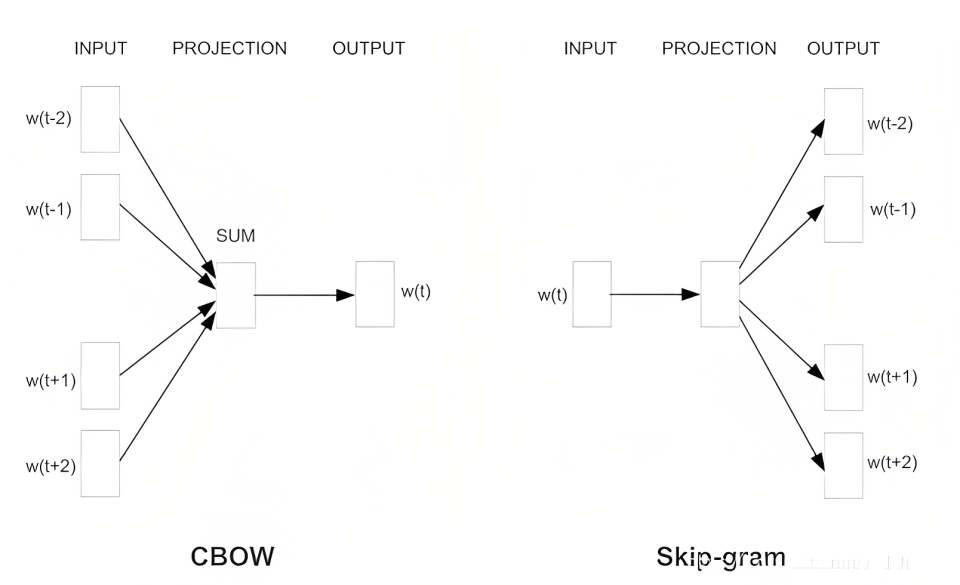 INPUT PROJECTION OUTPUT
w(t-2)
w(t-1)
SUM
w(t)
w(t+1)
w(t+2)
CBOW
INPUT PROJECTION OUTPUT
w(t-2)
w(t-1)
w(t)
w(t+1)
w(t+2)
Skip-gram